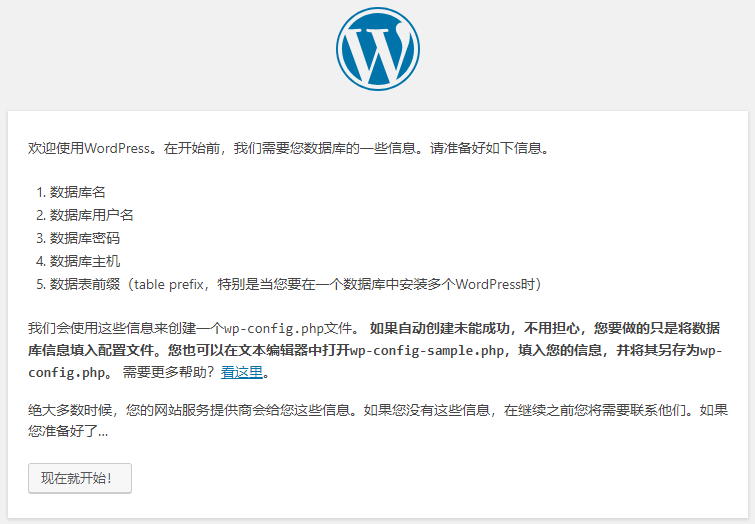 欢迎使用WordPress。在开始前，我们需要您数据库的一些信息。请准备好如下信息。
1. 数据库名
2. 数据库用户名
3. 数据库密码
4. 数据库主机
5. 数据表前缀（table prefix，特别是当您要在一个数据库中安装多个WordPress时）
我们会使用这些信息来创建一个wp-config.php文件。 如果自动创建未能成功，不用担心，您要做的只是将数据
库信息填入配置文件。您也可以在文本编辑器中打开wp-config-sample.php，填入您的信息，并将其另存为wp-
config.php。 需要更多帮助？看这里。
绝大多数时候，您的网站服务提供商会给您这些信息。如果您没有这些信息，在继续之前您将需要联系他们。如果
您准备好了...
现在就开始！